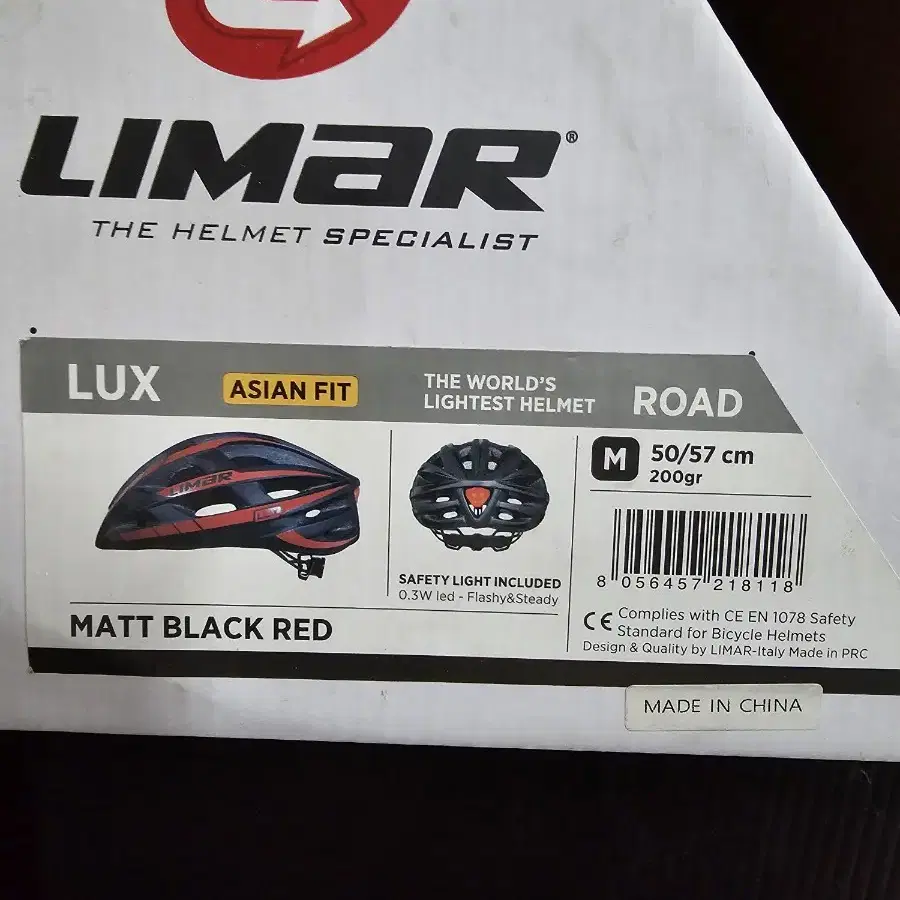 LIMAR®
THE HELMET SPECIALIST
LUX
ASIAN FIT
THE WORLD'S
LIGHTEST HELMET
ROAD
LIMAR
M
50/57 cm
200gr
SAFETY LIGHT INCLUDED
0.3W led - Flashy&Steady
8 056457 218118
MATT BLACK RED
CE Complies with CE EN 1078 Safety
Standard for Bicycle Helmets
Design & Quality by LIMAR-Italy Made in PRC
MADE IN CHINA